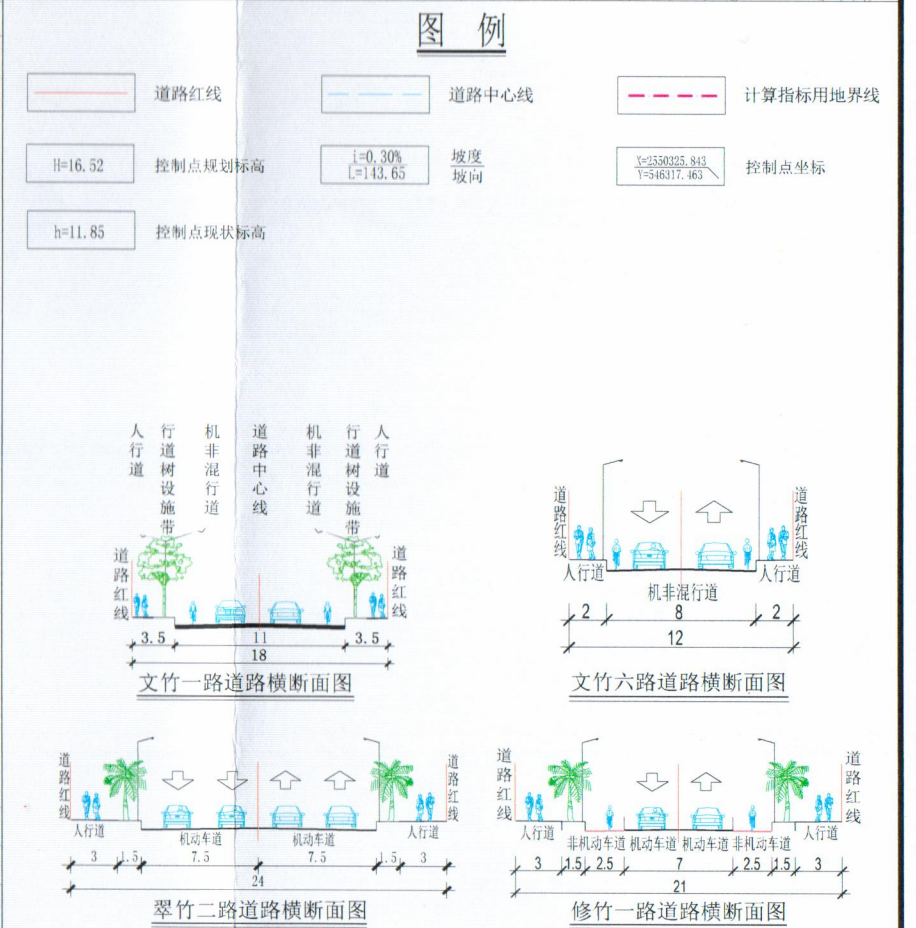 图 例
道路红线
道路中心线
计算指标用地界线
H=16.52
控制点规划标高
i=0.30%
L=143.65
坡度
坡向
X=2550325.843
Y=546317.463
控制点坐标
h=11.85
控制点现状标高
人行道
行道树设施带
机非混行道
道路中心线
机非混行道
行道树设施带
人行道
道路红线
道路红线
3.5
11
3.5
18
文竹一路道路横断面图
道路红线
道路红线
人行道
人行道
机非混行道
2
8
2
12
文竹六路道路横断面图
道路红线
道路红线
人行道
机动车道
机动车道
人行道
3
1.5
7.5
7.5
1.5
3
24
翠竹二路道路横断面图
道路红线
道路红线
人行道
非机动车道
机动车道
机动车道
非机动车道
人行道
3
1.5
2.5
7
2.5
1.5
3
21
修竹一路道路横断面图